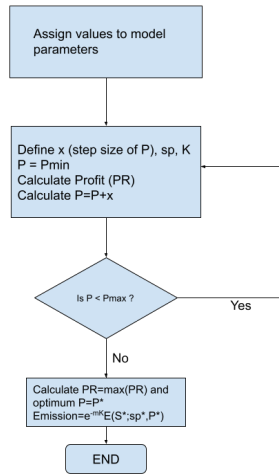 Assign values to model
parameters
Define x (step size of P), sp, K
P = Pmin
Calculate Profit (PR)
Calculate P=P+x
Is P < Pmax ?
Yes
No
Calculate PR=max(PR) and
optimum P=P*
Emission=e^-mK E(S*;sp*,P*)
END